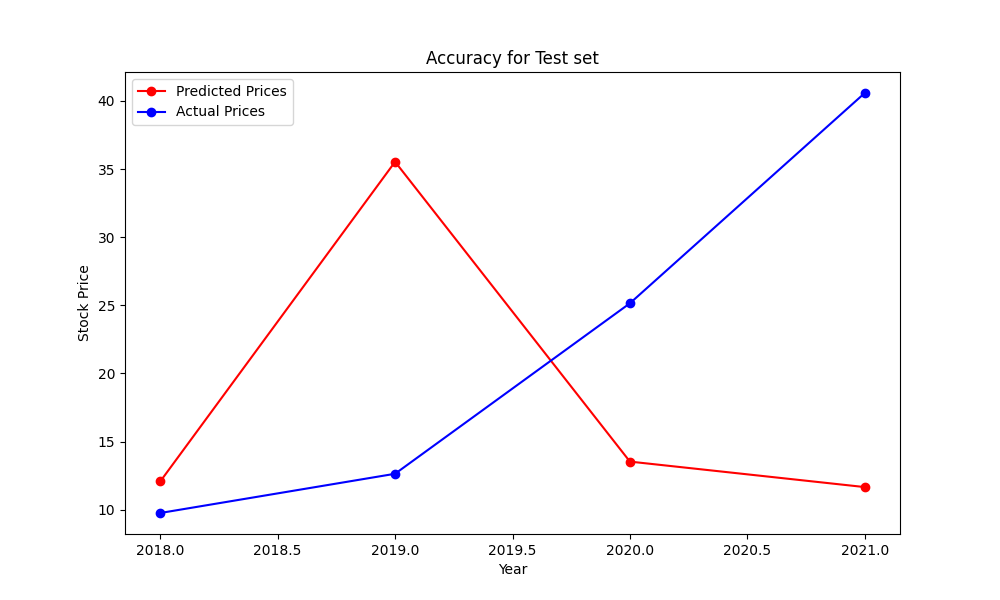 Accuracy for Test set
Predicted Prices
Actual Prices
40
35
30
25
20
15
10
Stock Price
2018.0 2018.5 2019.0 2019.5 2020.0 2020.5 2021.0
Year